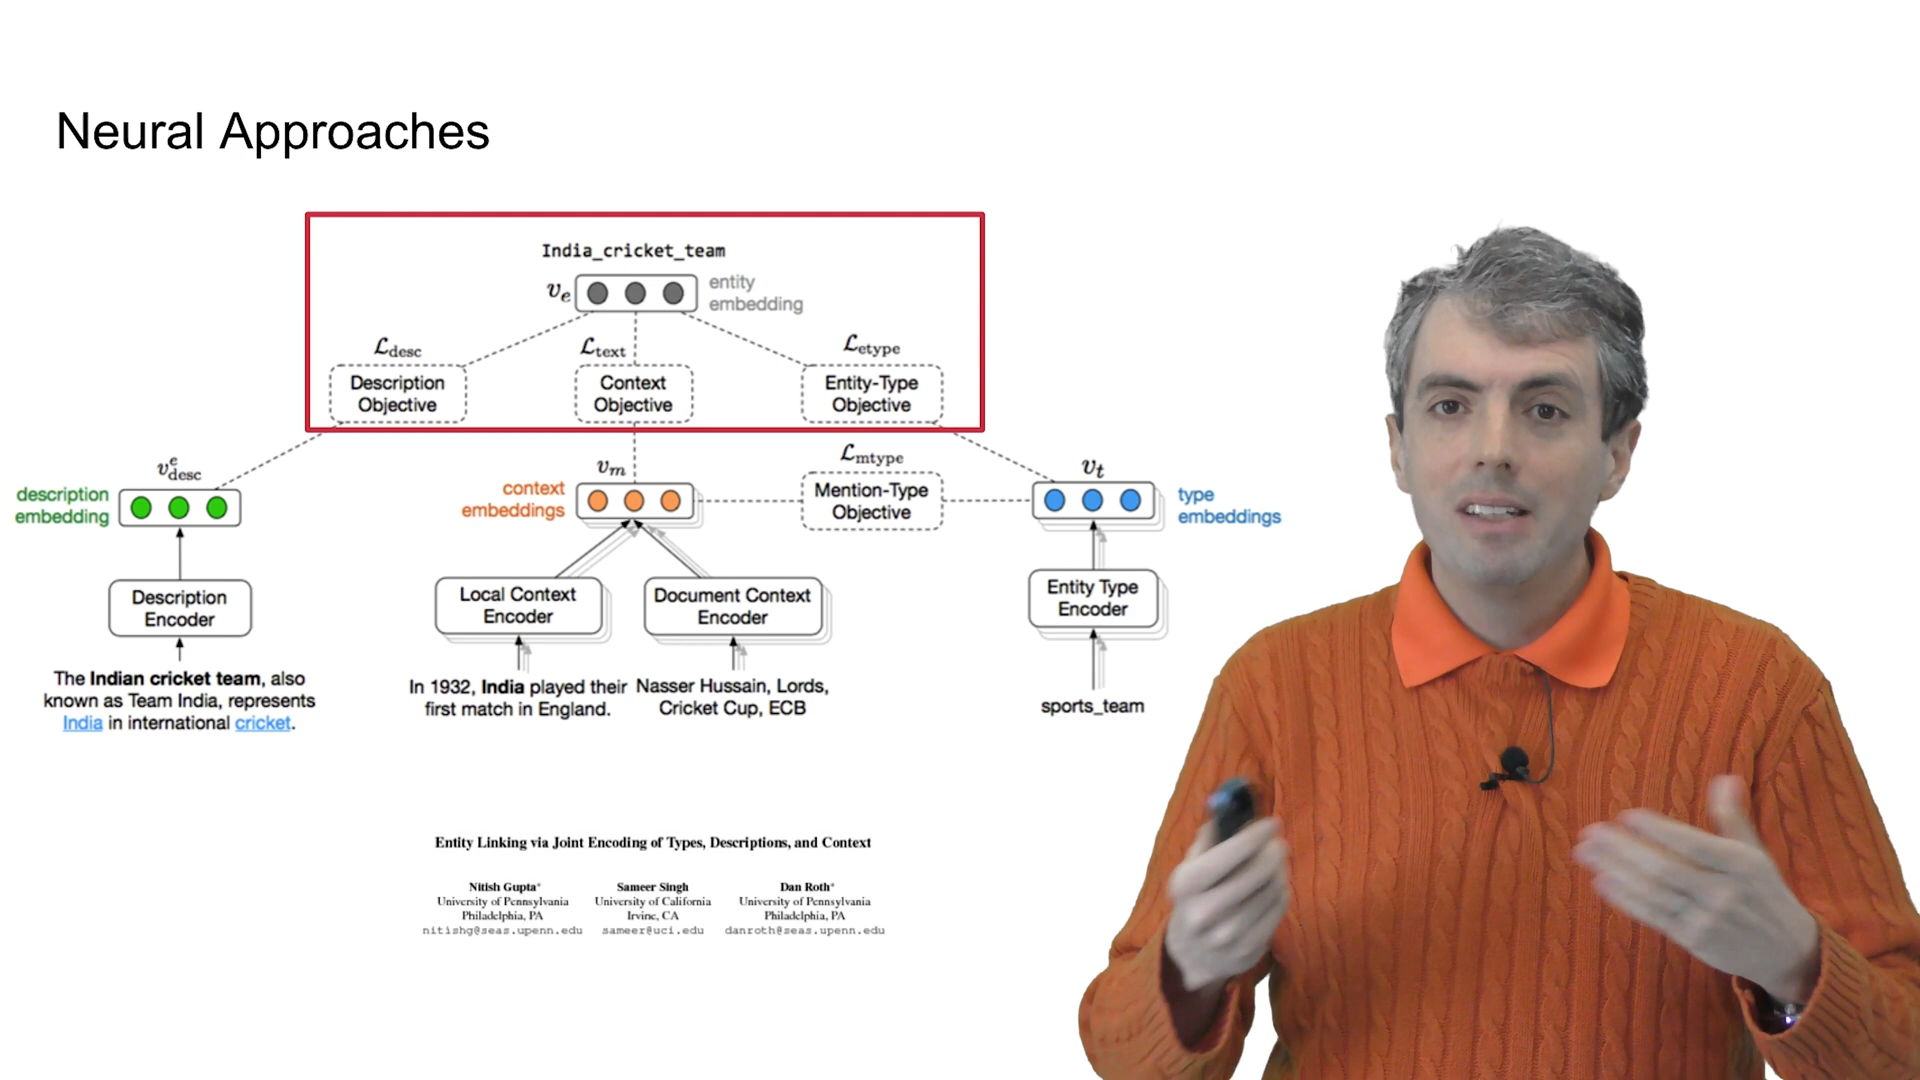 Neural Approaches
India_cricket_team
v_e
entity
embedding
L_desc
L_text
L_etype
Description
Objective
Context
Objective
Entity-Type
Objective
v^e_desc
v_m
L_mtype
v_t
description
embedding
context
embeddings
Mention-Type
Objective
type
embeddings
Description
Encoder
Local Context
Encoder
Document Context
Encoder
Entity Type
Encoder
The Indian cricket team, also
known as Team India, represents
India in international cricket.
In 1932, India played their
first match in England.
Nasser Hussain, Lords,
Cricket Cup, ECB
sports_team
Entity Linking via Joint Encoding of Types, Descriptions, and Context
Nitish Gupta*
University of Pennsylvania
Philadelphia, PA
nitishg@seas.upenn.edu
Sameer Singh
University of California
Irvine, CA
sameer@uci.edu
Dan Roth*
University of Pennsylvania
Philadelphia, PA
danroth@seas.upenn.edu